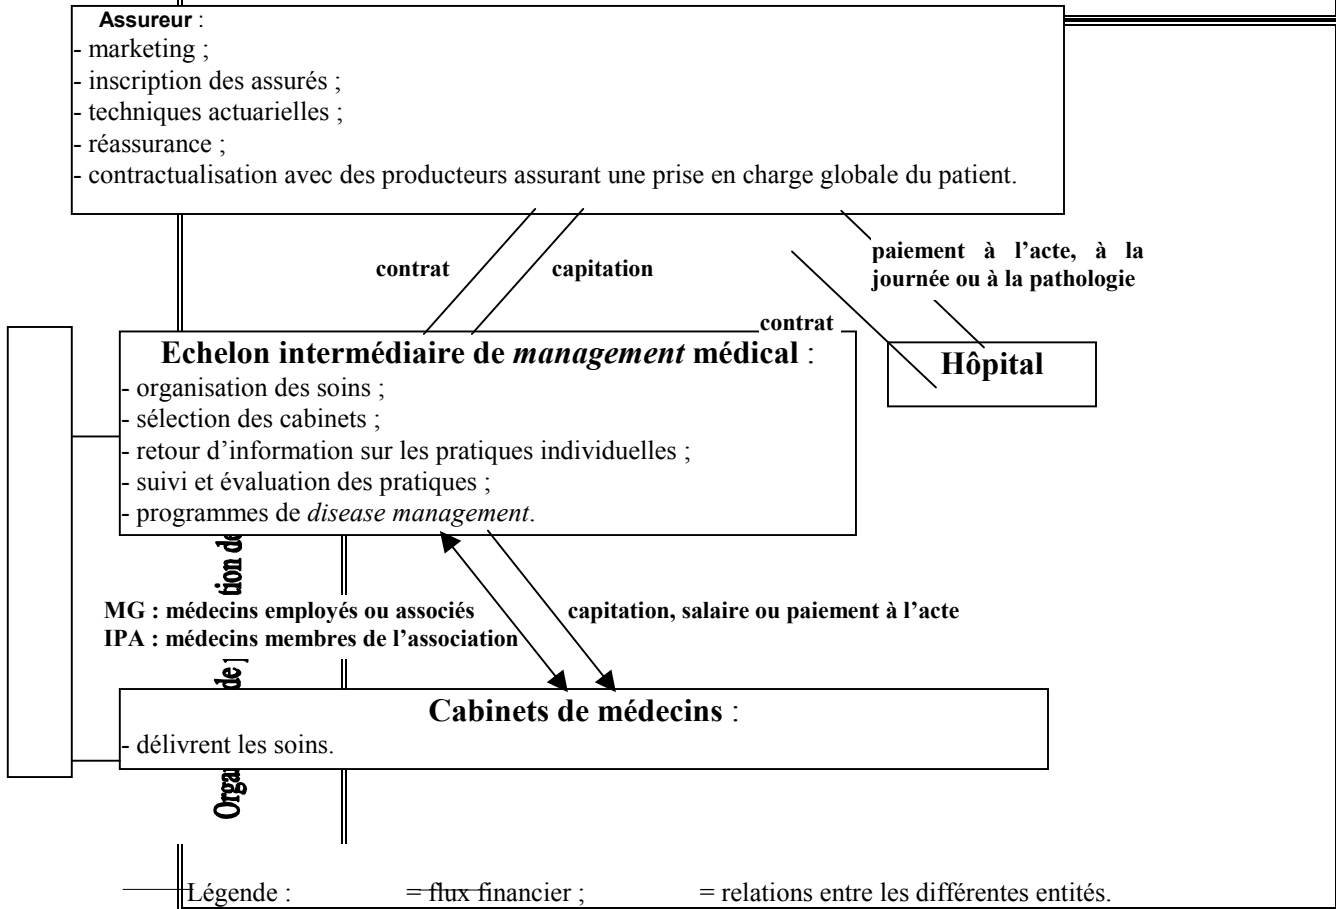 Assureur :
- marketing ;
- inscription des assurés ;
- techniques actuarielles ;
- réassurance ;
- contractualisation avec des producteurs assurant une prise en charge globale du patient.
contrat
capitation
paiement à l’acte, à la
journée ou à la pathologie
contrat
Echelon intermédiaire de management médical :
- organisation des soins ;
- sélection des cabinets ;
- retour d’information sur les pratiques individuelles ;
- suivi et évaluation des pratiques ;
- programmes de disease management.
Hôpital
MG : médecins employés ou associés
IPA : médecins membres de l’association
capitation, salaire ou paiement à l’acte
Cabinets de médecins :
- délivrent les soins.
de
Légende : = flux financier ; = relations entre les différentes entités.